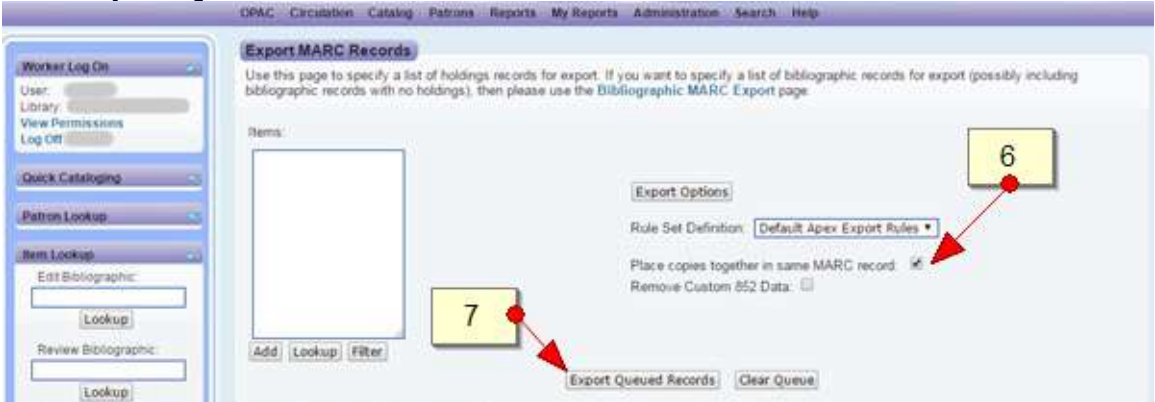 OPAC Circulation Catalog Patrons Reports My Reports Administration Search Help
Worker Log On
User:
Library:
View Permissions
Log Off
Quick Cataloging
Patron Lookup
Item Lookup
Edit Bibliographic:
Lookup
Review Bibliographic:
Lookup
Export MARC Records
Use this page to specify a list of holdings records for export. If you want to specify a list of bibliographic records for export (possibly including
bibliographic records with no holdings), then please use the Bibliographic MARC Export page
Items:
Add Lookup Filter
6
Export Options
Rule Set Definition: Default Apex Export Rules
Place copies together in same MARC record:
Remove Custom 852 Data:
7
Export Queued Records Clear Queue